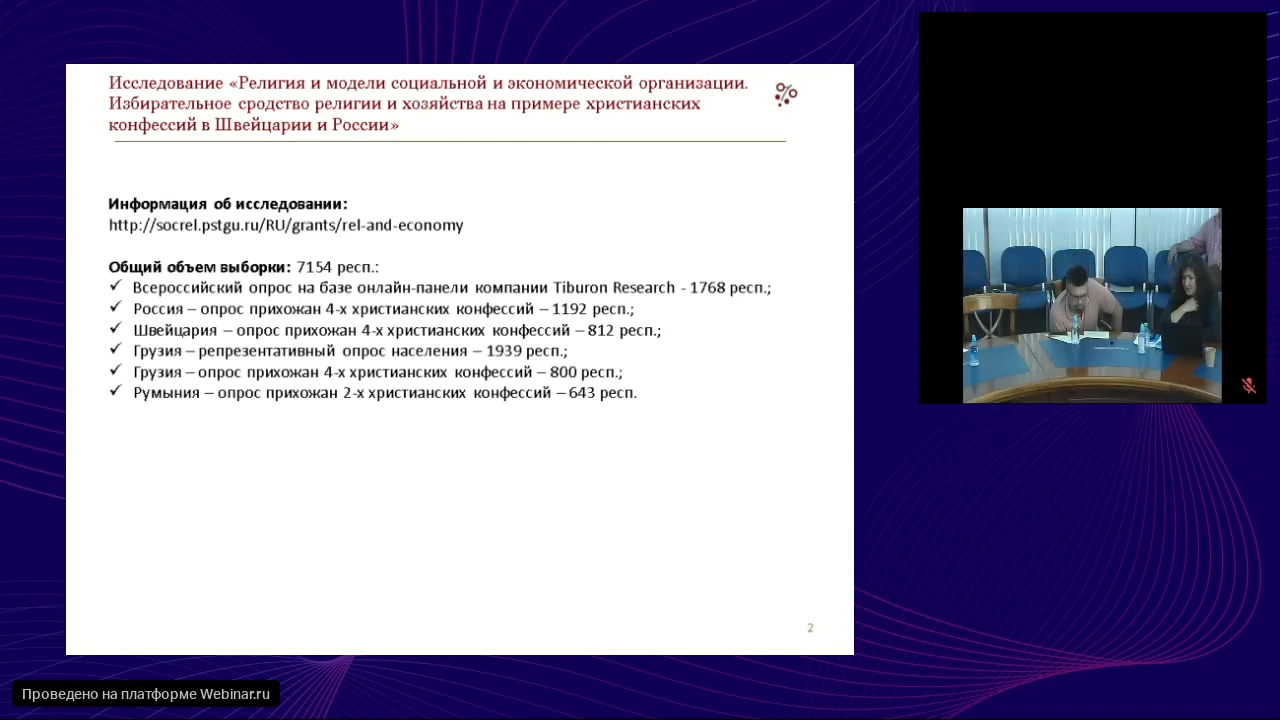 Исследование «Религия и модели социальной и экономической организации.
Избирательное сродство религии и хозяйства на примере христианских
конфессий в Швейцарии и России»
Информация об исследовании:
http://socrel.pstgu.ru/RU/grants/rel-and-economy
Общий объем выборки: 7154 респ.:
✓ Всероссийский опрос на базе онлайн-панели компании Tiburon Research - 1768 респ.;
✓ Россия – опрос прихожан 4-х христианских конфессий – 1192 респ.;
✓ Швейцария – опрос прихожан 4-х христианских конфессий – 812 респ.;
✓ Грузия – репрезентативный опрос населения – 1939 респ.;
✓ Грузия – опрос прихожан 4-х христианских конфессий – 800 респ.;
✓ Румыния – опрос прихожан 2-х христианских конфессий – 643 респ.
2
Проведено на платформе Webinar.ru